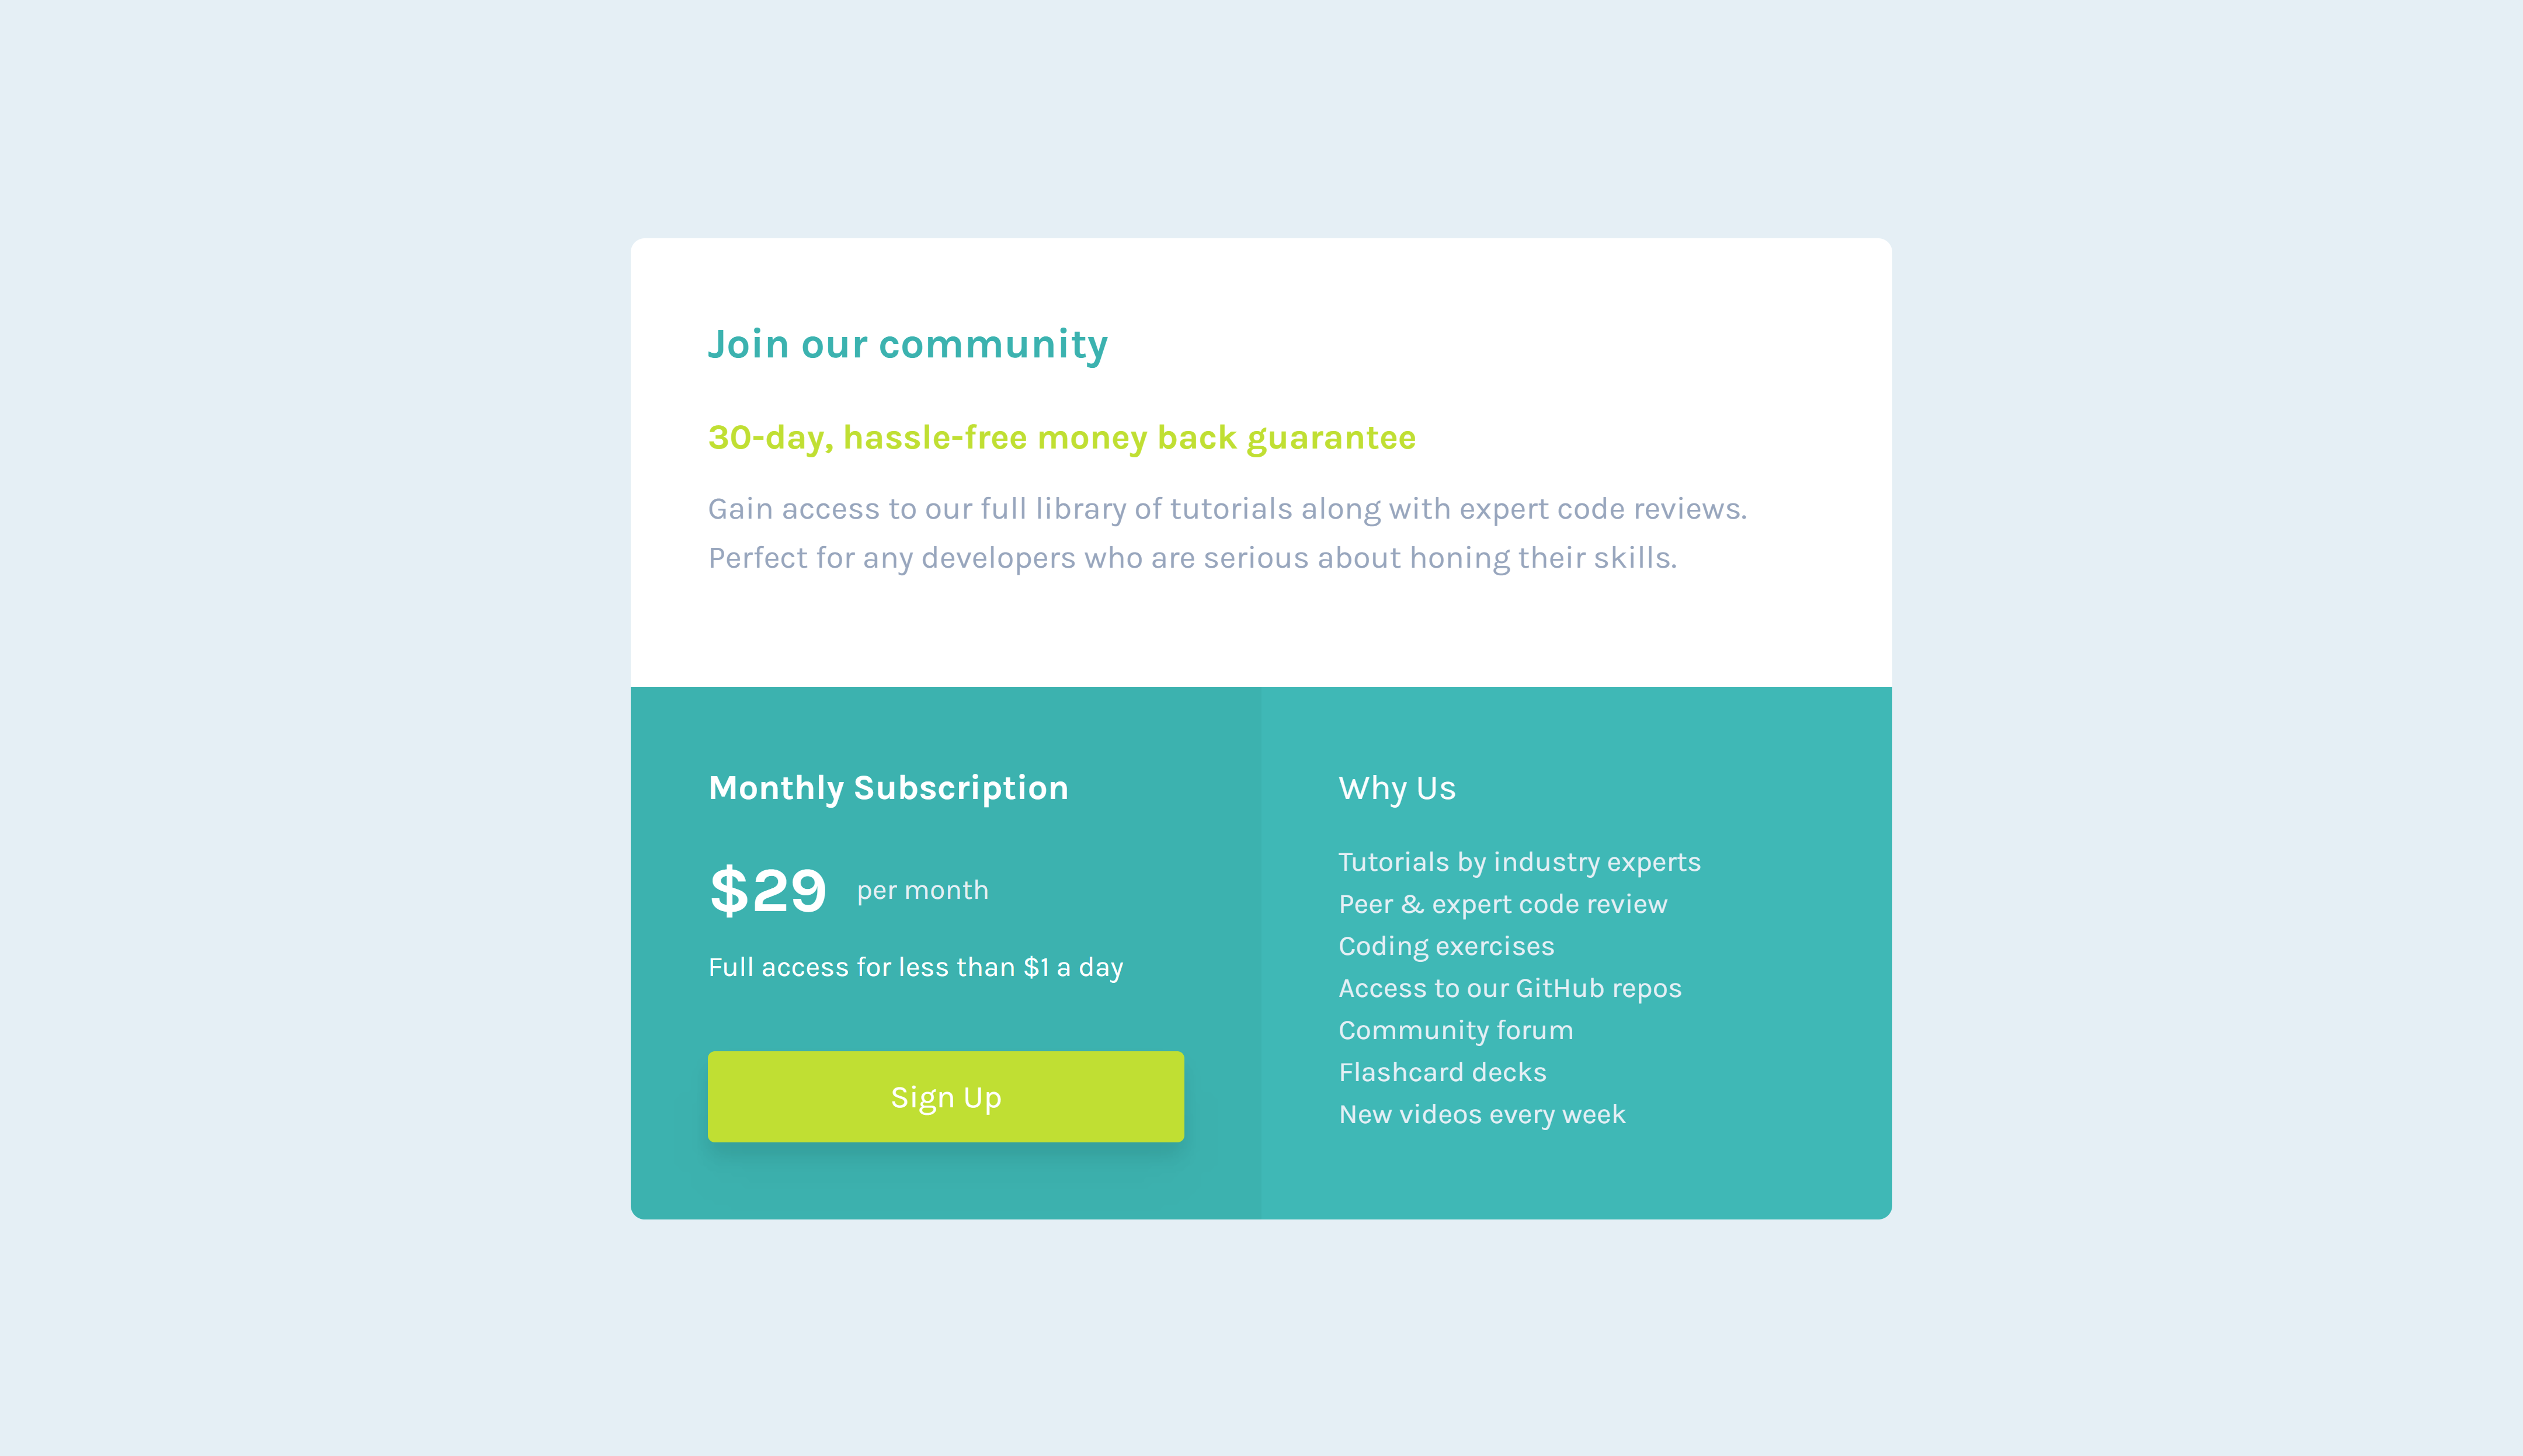 Join our community
30-day, hassle-free money back guarantee
Gain access to our full library of tutorials along with expert code reviews.
Perfect for any developers who are serious about honing their skills.
Monthly Subscription
$29 per month
Full access for less than $1 a day
Sign Up
Why Us
Tutorials by industry experts
Peer & expert code review
Coding exercises
Access to our GitHub repos
Community forum
Flashcard decks
New videos every week